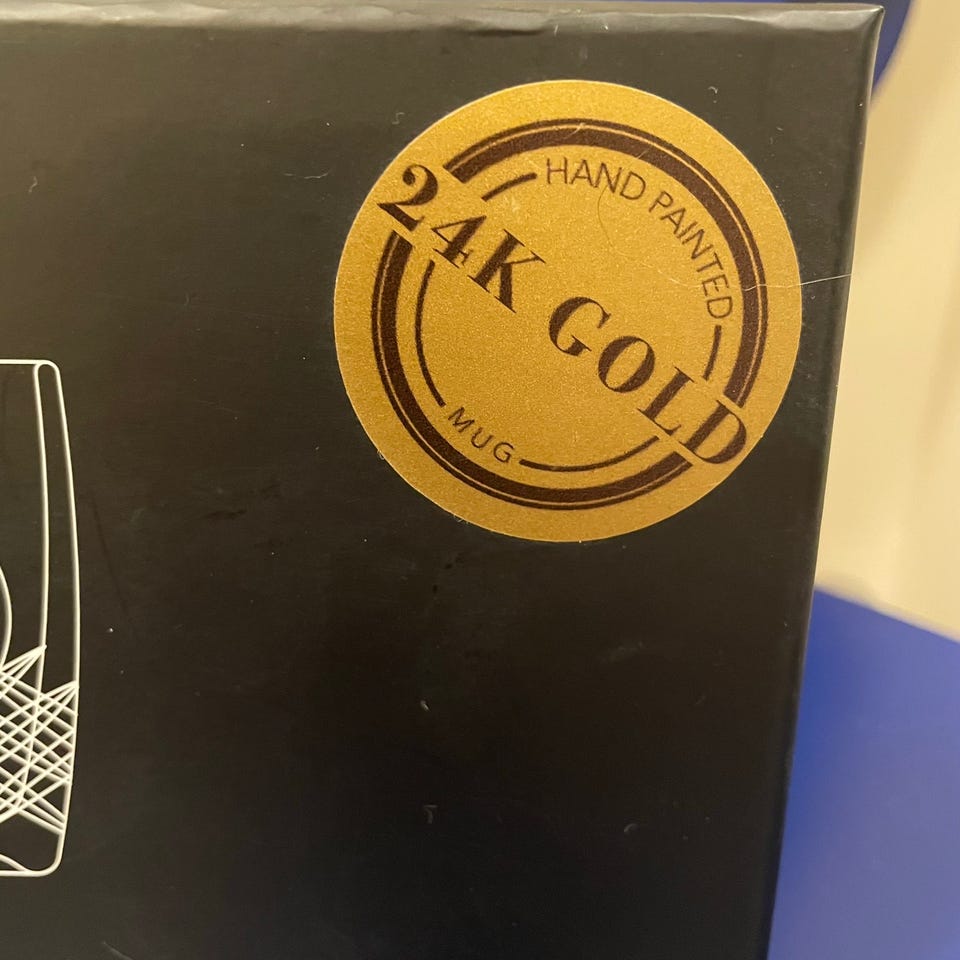 HAND PAINTED
24K GOLD
MUG